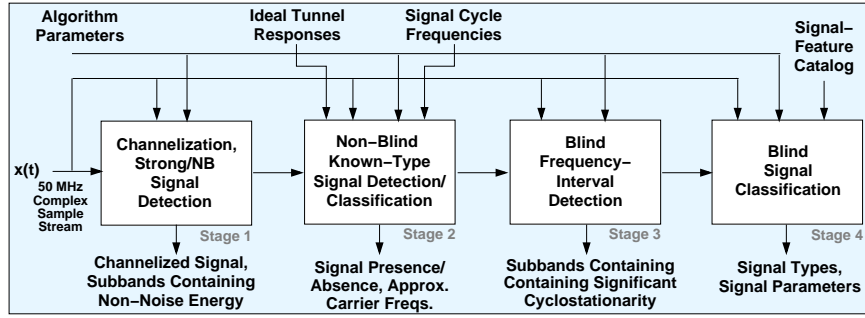 Algorithm
Parameters
Ideal Tunnel
Responses
Signal Cycle
Frequencies
Signal–
Feature
Catalog
x(t)
50 MHz
Complex
Sample
Stream
Channelization,
Strong/NB
Signal
Detection
Stage 1
Non–Blind
Known–Type
Signal Detection/
Classification
Stage 2
Blind
Frequency–
Interval
Detection
Stage 3
Blind
Signal
Classification
Stage 4
Channelized Signal,
Subbands Containing
Non–Noise Energy
Signal Presence/
Absence, Approx.
Carrier Freqs.
Subbands Containing
Containing Significant
Cyclostationarity
Signal Types,
Signal Parameters